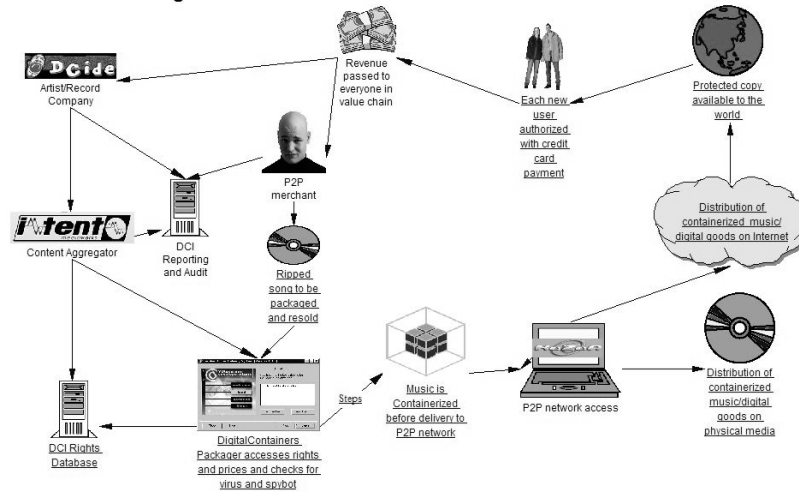 DCide
Artist/Record
Company
Revenue
passed to
everyone in
value chain
Each new
user
authorized
with credit
card
payment
Protected copy
available to the
world
P2P
merchant
DCI
Reporting
and Audit
Content Aggregator
Ripped
song to be
packaged
and resold
Distribution of
containerized music/
digital goods on Internet
Steps
Music is
Containerized
before delivery to
P2P network
P2P network access
Distribution of
containerized
music/digital
goods on
physical media
DCI Rights
Database
DigitalContainers
Packager accesses rights
and prices and checks for
virus and spybot